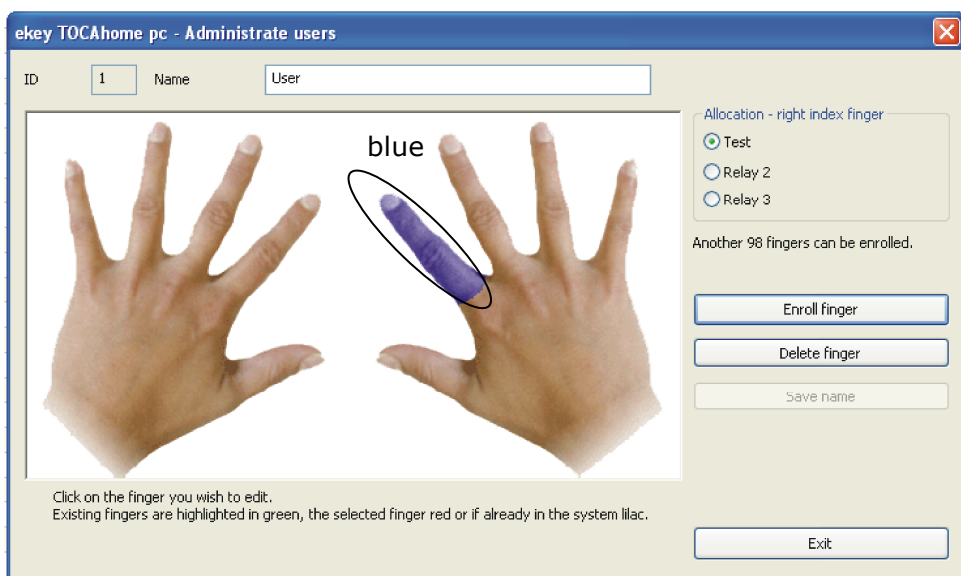 ekey TOCAhome pc - Administrate users
ID 1 Name User
Allocation - right index finger
Test
Relay 2
Relay 3
blue
Another 98 fingers can be enrolled.
Enroll finger
Delete finger
Save name
Click on the finger you wish to edit.
Existing fingers are highlighted in green, the selected finger red or if already in the system lilac.
Exit